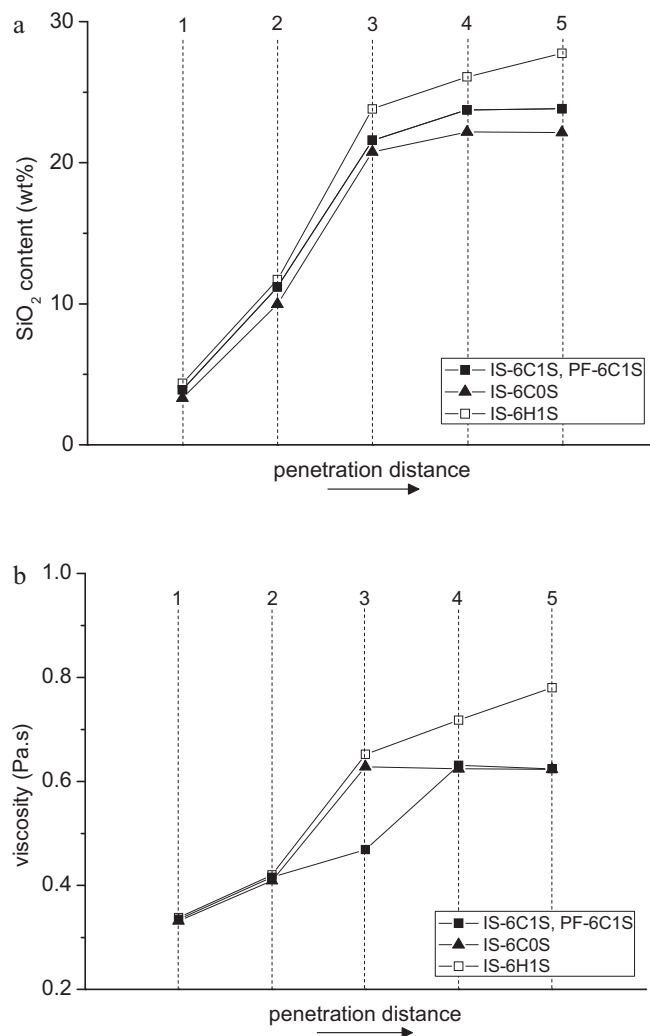 a
1 2 3 4 5
30
20
10
0
SiO₂ content (wt%)
IS-6C1S, PF-6C1S
IS-6C0S
IS-6H1S
penetration distance
b
1 2 3 4 5
1.0
0.8
0.6
0.4
0.2
viscosity (Pa.s)
IS-6C1S, PF-6C1S
IS-6C0S
IS-6H1S
penetration distance